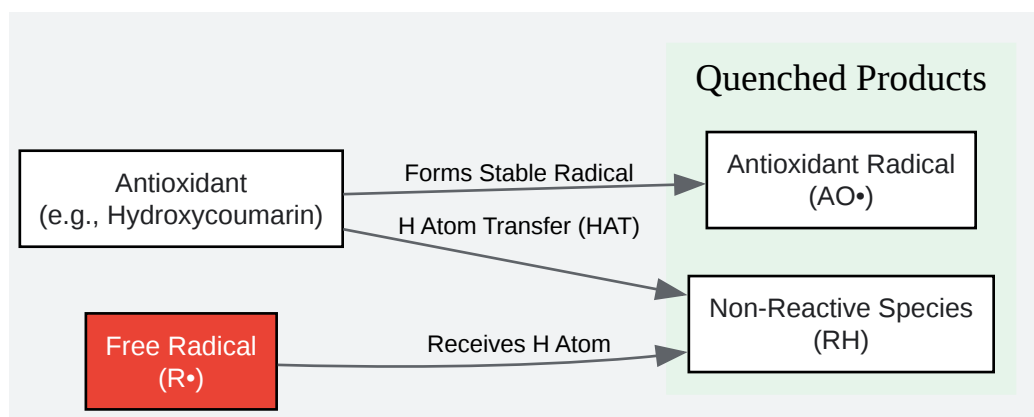 Quenched Products
Antioxidant
(e.g., Hydroxycoumarin)
Forms Stable Radical
Antioxidant Radical
(AO•)
H Atom Transfer (HAT)
Non-Reactive Species
(RH)
Free Radical
(R•)
Receives H Atom